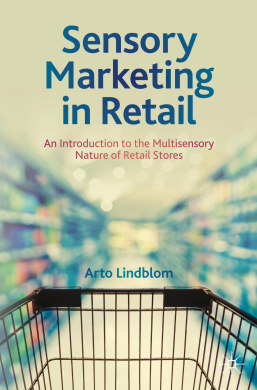 Sensory
Marketing
in Retail
An Introduction to the Multisensory
Nature of Retail Stores
Arto Lindblom